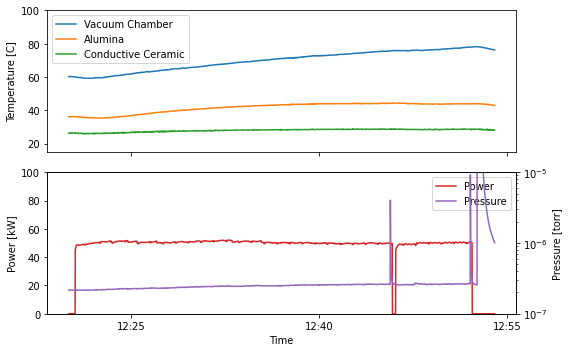 100
80
60
40
20
Temperature [C]
Vacuum Chamber
Alumina
Conductive Ceramic
100
80
60
40
20
0
Power [kW]
Power
Pressure
10⁻⁵
10⁻⁶
10⁻⁷
Pressure [torr]
12:25
12:40
12:55
Time